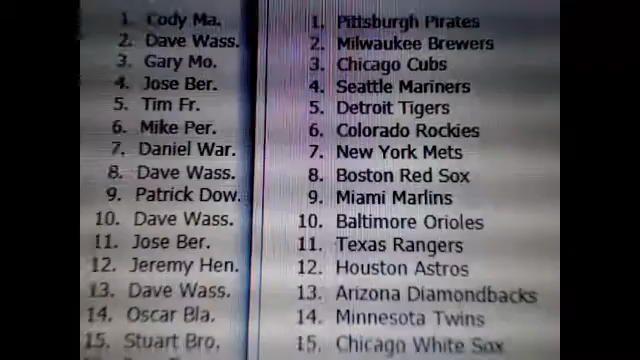 1. Cody Ma.
2. Dave Wass.
3. Gary Mo.
4. Jose Ber.
5. Tim Fr.
6. Mike Per.
7. Daniel War.
8. Dave Wass.
9. Patrick Dow.
10. Dave Wass.
11. Jose Ber.
12. Jeremy Hen.
13. Dave Wass.
14. Oscar Bla.
15. Stuart Bro.
1. Pittsburgh Pirates
2. Milwaukee Brewers
3. Chicago Cubs
4. Seattle Mariners
5. Detroit Tigers
6. Colorado Rockies
7. New York Mets
8. Boston Red Sox
9. Miami Marlins
10. Baltimore Orioles
11. Texas Rangers
12. Houston Astros
13. Arizona Diamondbacks
14. Minnesota Twins
15. Chicago White Sox